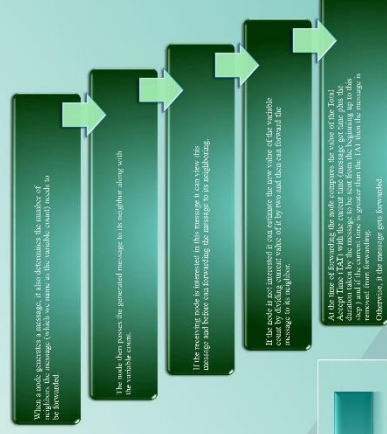 When a node generates a message, it also determines the number of
neighbors the message (which we name as the variable count) needs to
be forwarded.
The node then passes the generated message to its neighbor along with
the variable count.
If the receiving node is interested in this message it can view this
message and before can forwarding the message to its neighboring.
If the node is not interested it can estimate the new value of the variable
count by dividing current value of it by two and then can forward the
message to its neighbor.
At the time of forwarding the node compares the value of the Total
Accept Time (TAT) with the current time (message get time plus the
duration taken by the message to be sent from the beginning up to this
step ) and if the current time is greater than the TAT then the message is
removed from forwarding.
Otherwise, it the message gets forwarded.